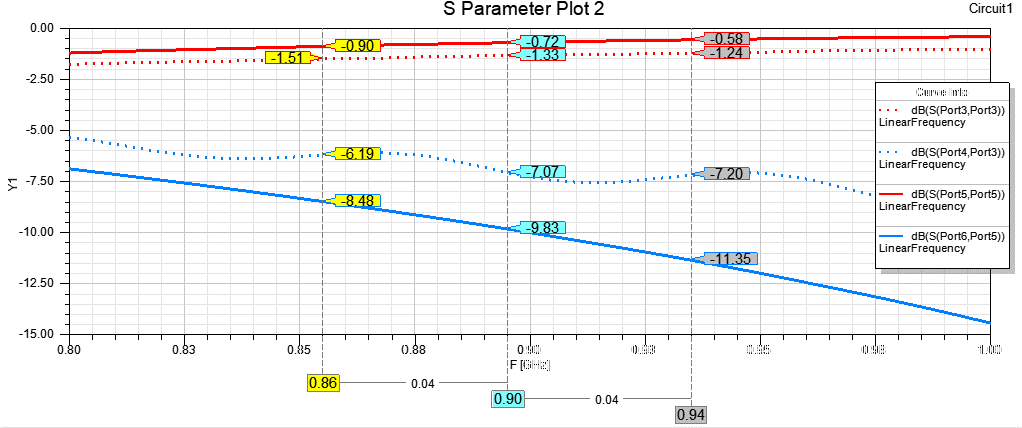 S Parameter Plot 2
Circuit1
0.00
-2.50
-5.00
-7.50
-10.00
-12.50
-15.00
Y1
-0.90
-0.72
-0.58
-1.51
-1.33
-1.24
-6.19
-7.07
-7.20
-8.48
-9.83
-11.35
Curve Info
dB(S(Port3,Port3))
LinearFrequency
dB(S(Port4,Port3))
LinearFrequency
dB(S(Port5,Port5))
LinearFrequency
dB(S(Port6,Port5))
LinearFrequency
0.80 0.83 0.85 0.88 0.90 0.93 0.95 0.98 1.00
F [GHz]
0.86 0.04
0.90 0.04
0.94